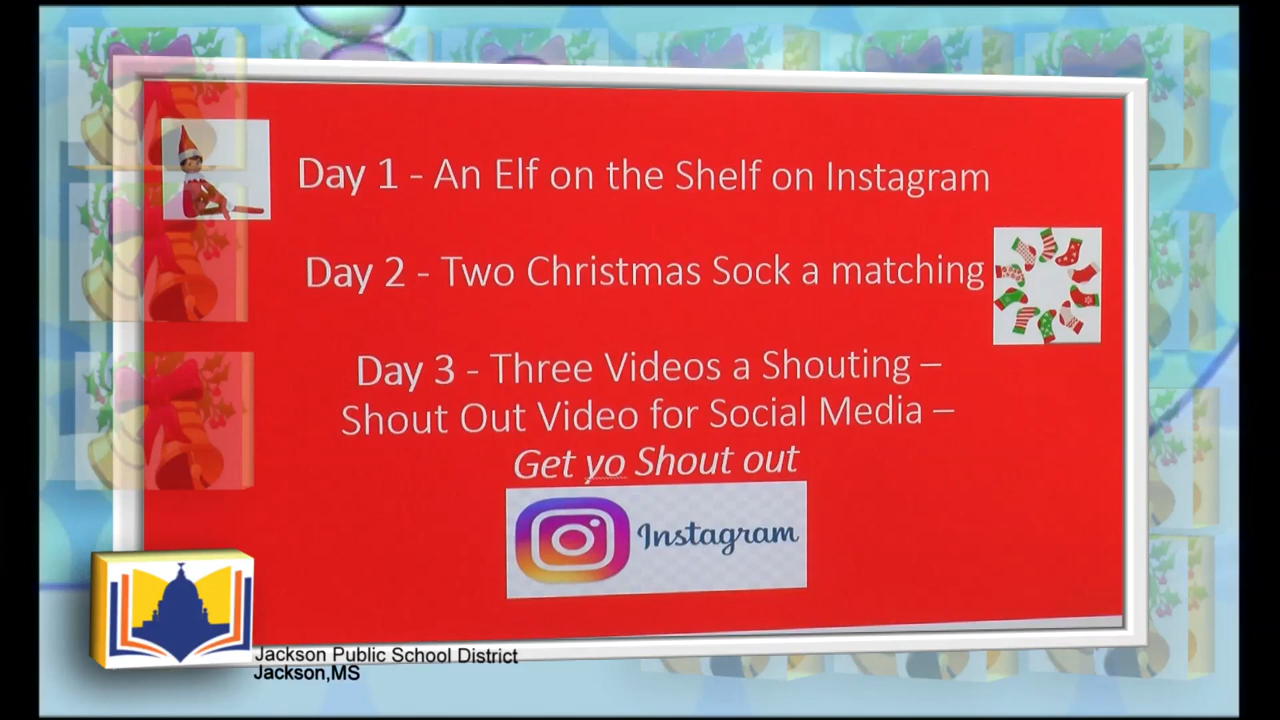 Day 1 - An Elf on the Shelf on Instagram
Day 2 - Two Christmas Sock a matching
Day 3 - Three Videos a Shouting –
Shout Out Video for Social Media –
Get yo Shout out
Instagram
Jackson Public School District
Jackson,MS